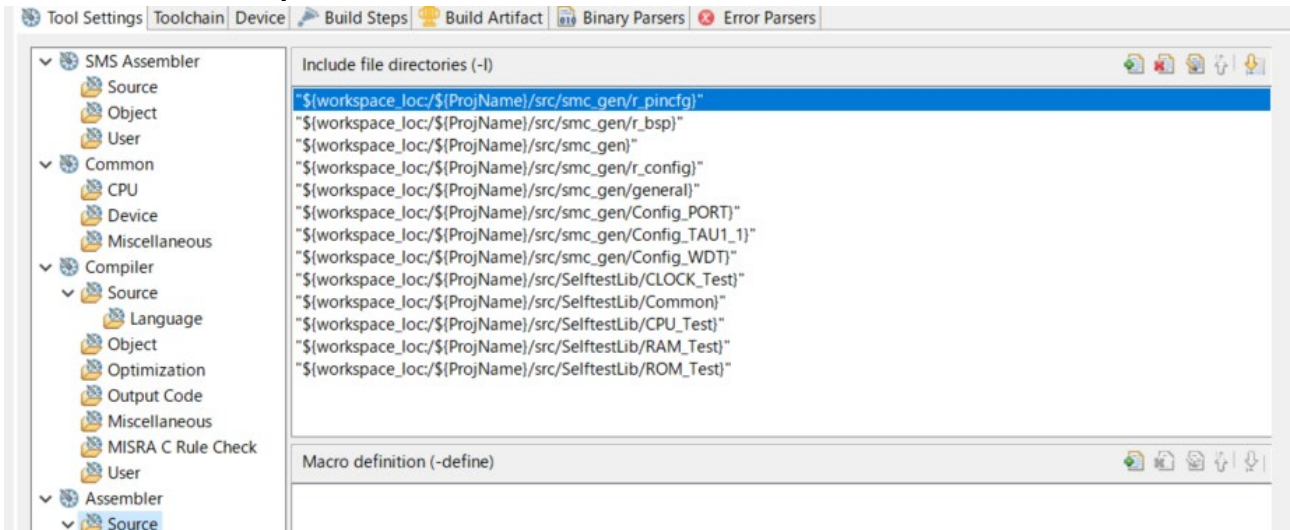 Tool Settings Toolchain Device Build Steps Build Artifact Binary Parsers Error Parsers
SMS Assembler
Source
Object
User
Common
CPU
Device
Miscellaneous
Compiler
Source
Language
Object
Optimization
Output Code
Miscellaneous
MISRA C Rule Check
User
Assembler
Source
Include file directories (-I)
"${workspace_loc:/${ProjName}/src/smc_gen/r_pincfg}"
"${workspace_loc:/${ProjName}/src/smc_gen/r_bsp}"
"${workspace_loc:/${ProjName}/src/smc_gen}"
"${workspace_loc:/${ProjName}/src/smc_gen/r_config}"
"${workspace_loc:/${ProjName}/src/smc_gen/general}"
"${workspace_loc:/${ProjName}/src/smc_gen/Config_PORT}"
"${workspace_loc:/${ProjName}/src/smc_gen/Config_TAU1_1}"
"${workspace_loc:/${ProjName}/src/smc_gen/Config_WDT}"
"${workspace_loc:/${ProjName}/src/SelftestLib/CLOCK_Test}"
"${workspace_loc:/${ProjName}/src/SelftestLib/Common}"
"${workspace_loc:/${ProjName}/src/SelftestLib/CPU_Test}"
"${workspace_loc:/${ProjName}/src/SelftestLib/RAM_Test}"
"${workspace_loc:/${ProjName}/src/SelftestLib/ROM_Test}"
Macro definition (-define)